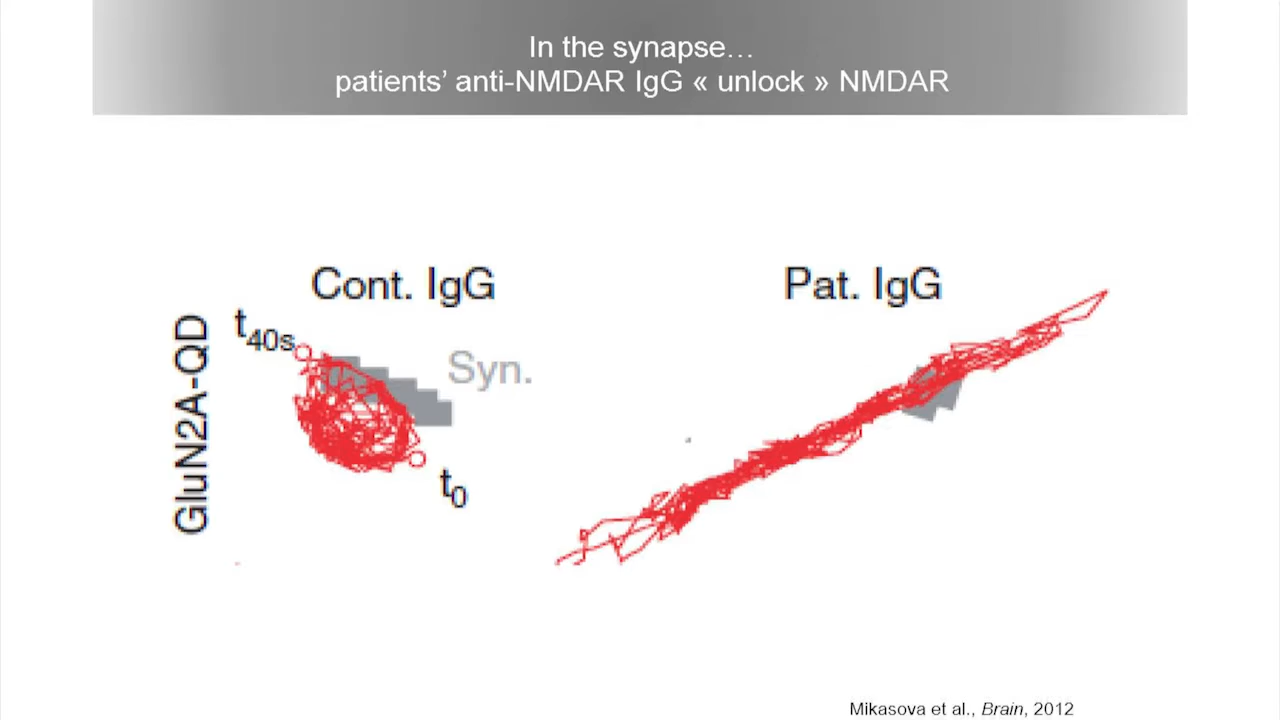 In the synapse…
patients’ anti-NMDAR IgG « unlock » NMDAR
Cont. IgG
Pat. IgG
t40s
Syn.
GluN2A-QD
t0
Mikasova et al., Brain, 2012